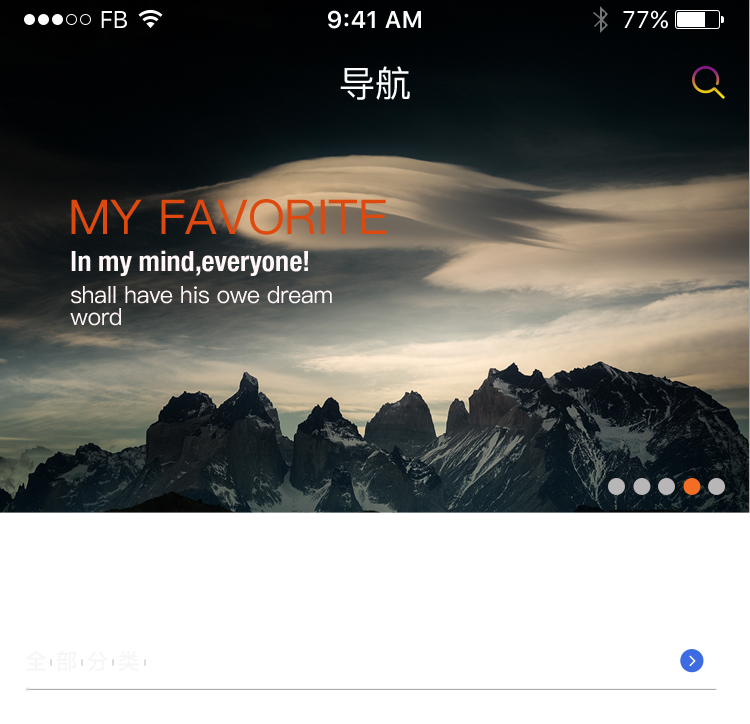 FB 9:41 AM 77%
导航
MY FAVORITE
In my mind,everyone!
shall have his owe dream
word
全部分类